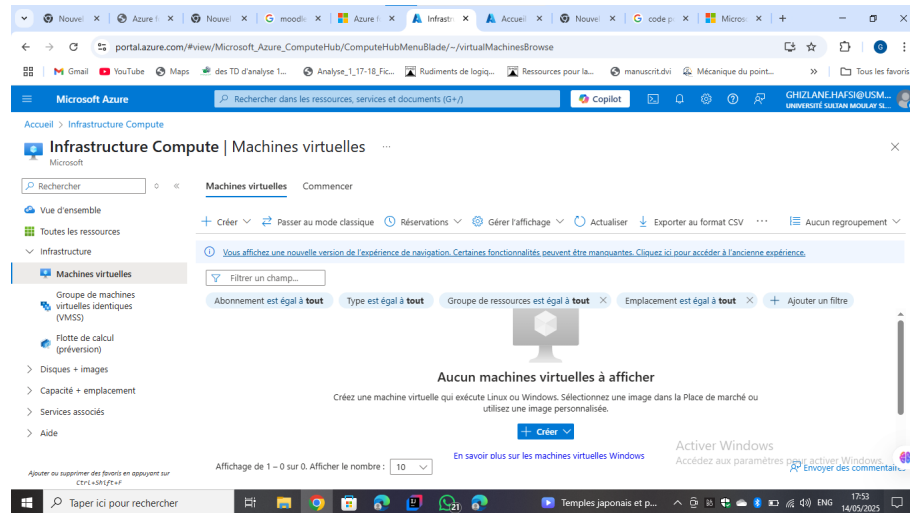 Nouvel
Azure f
Nouvel
moodle
Azure f
Infrastr
Accueil
Nouvel
code p
Micros
portal.azure.com/#view/Microsoft_Azure_ComputeHub/ComputeHubMenuBlade/~/virtualMachinesBrowse
Gmail YouTube Maps des TD d'analyse 1... Analyse_1_17-18_Fic... Rudiments de logiq... Ressources pour la... manuscrit.dvi Mécanique du point... Tous les favoris
Microsoft Azure Rechercher dans les ressources, services et documents (G+/) Copilot GHIZLANE.HAFSI@USM...
UNIVERSITÉ SULTAN MOULAY SL...
Accueil > Infrastructure Compute
Infrastructure Compute | Machines virtuelles ...
Microsoft
Rechercher
Machines virtuelles Commencer
Vue d'ensemble
Toutes les ressources
Infrastructure
Machines virtuelles
Groupe de machines
virtuelles identiques
(VMSS)
Flotte de calcul
(préversion)
Disques + images
Capacité + emplacement
Services associés
Aide
Ajouter ou supprimer des favoris en appuyant sur
Ctrl+Shift+F
+ Créer Passer au mode classique Réservations Gérer l'affichage Actualiser Exporter au format CSV ... Aucun regroupement
Vous affichez une nouvelle version de l'expérience de navigation. Certaines fonctionnalités peuvent être manquantes. Cliquez ici pour accéder à l'ancienne expérience.
Filtrer un champ...
Abonnement est égal à tout Type est égal à tout Groupe de ressources est égal à tout × Emplacement est égal à tout × + Ajouter un filtre
Aucun machines virtuelles à afficher
Créez une machine virtuelle qui exécute Linux ou Windows. Sélectionnez une image dans la Place de marché ou
utilisez une image personnalisée.
+ Créer
En savoir plus sur les machines virtuelles Windows
Affichage de 1 – 0 sur 0. Afficher le nombre : 10
Activer Windows
Accédez aux paramètres pour activer Windows.
Envoyer des commentaires
Taper ici pour rechercher
21
Temples japonais et p...
ENG
17:53
14/05/2025